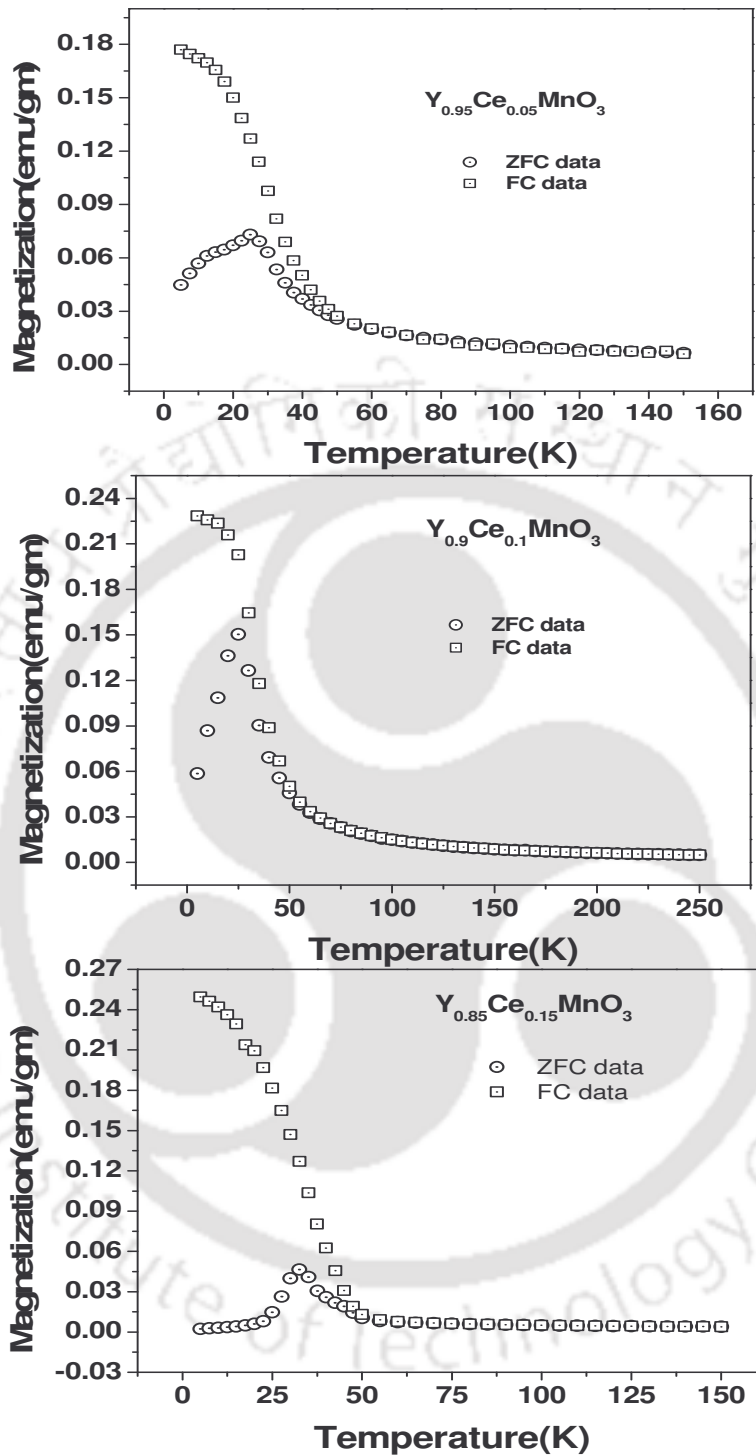 0.18
0.15
0.12
0.09
0.06
0.03
0.00
Magnetization(emu/gm)
Y0.95Ce0.05MnO3
ZFC data
FC data
0 20 40 60 80 100 120 140 160
Temperature(K)
0.24
0.21
0.18
0.15
0.12
0.09
0.06
0.03
0.00
Magnetization(emu/gm)
Y0.9Ce0.1MnO3
ZFC data
FC data
0 50 100 150 200 250
Temperature(K)
0.27
0.24
0.21
0.18
0.15
0.12
0.09
0.06
0.03
0.00
-0.03
Magnetization(emu/gm)
Y0.85Ce0.15MnO3
ZFC data
FC data
0 25 50 75 100 125 150
Temperature(K)
institute of Technology